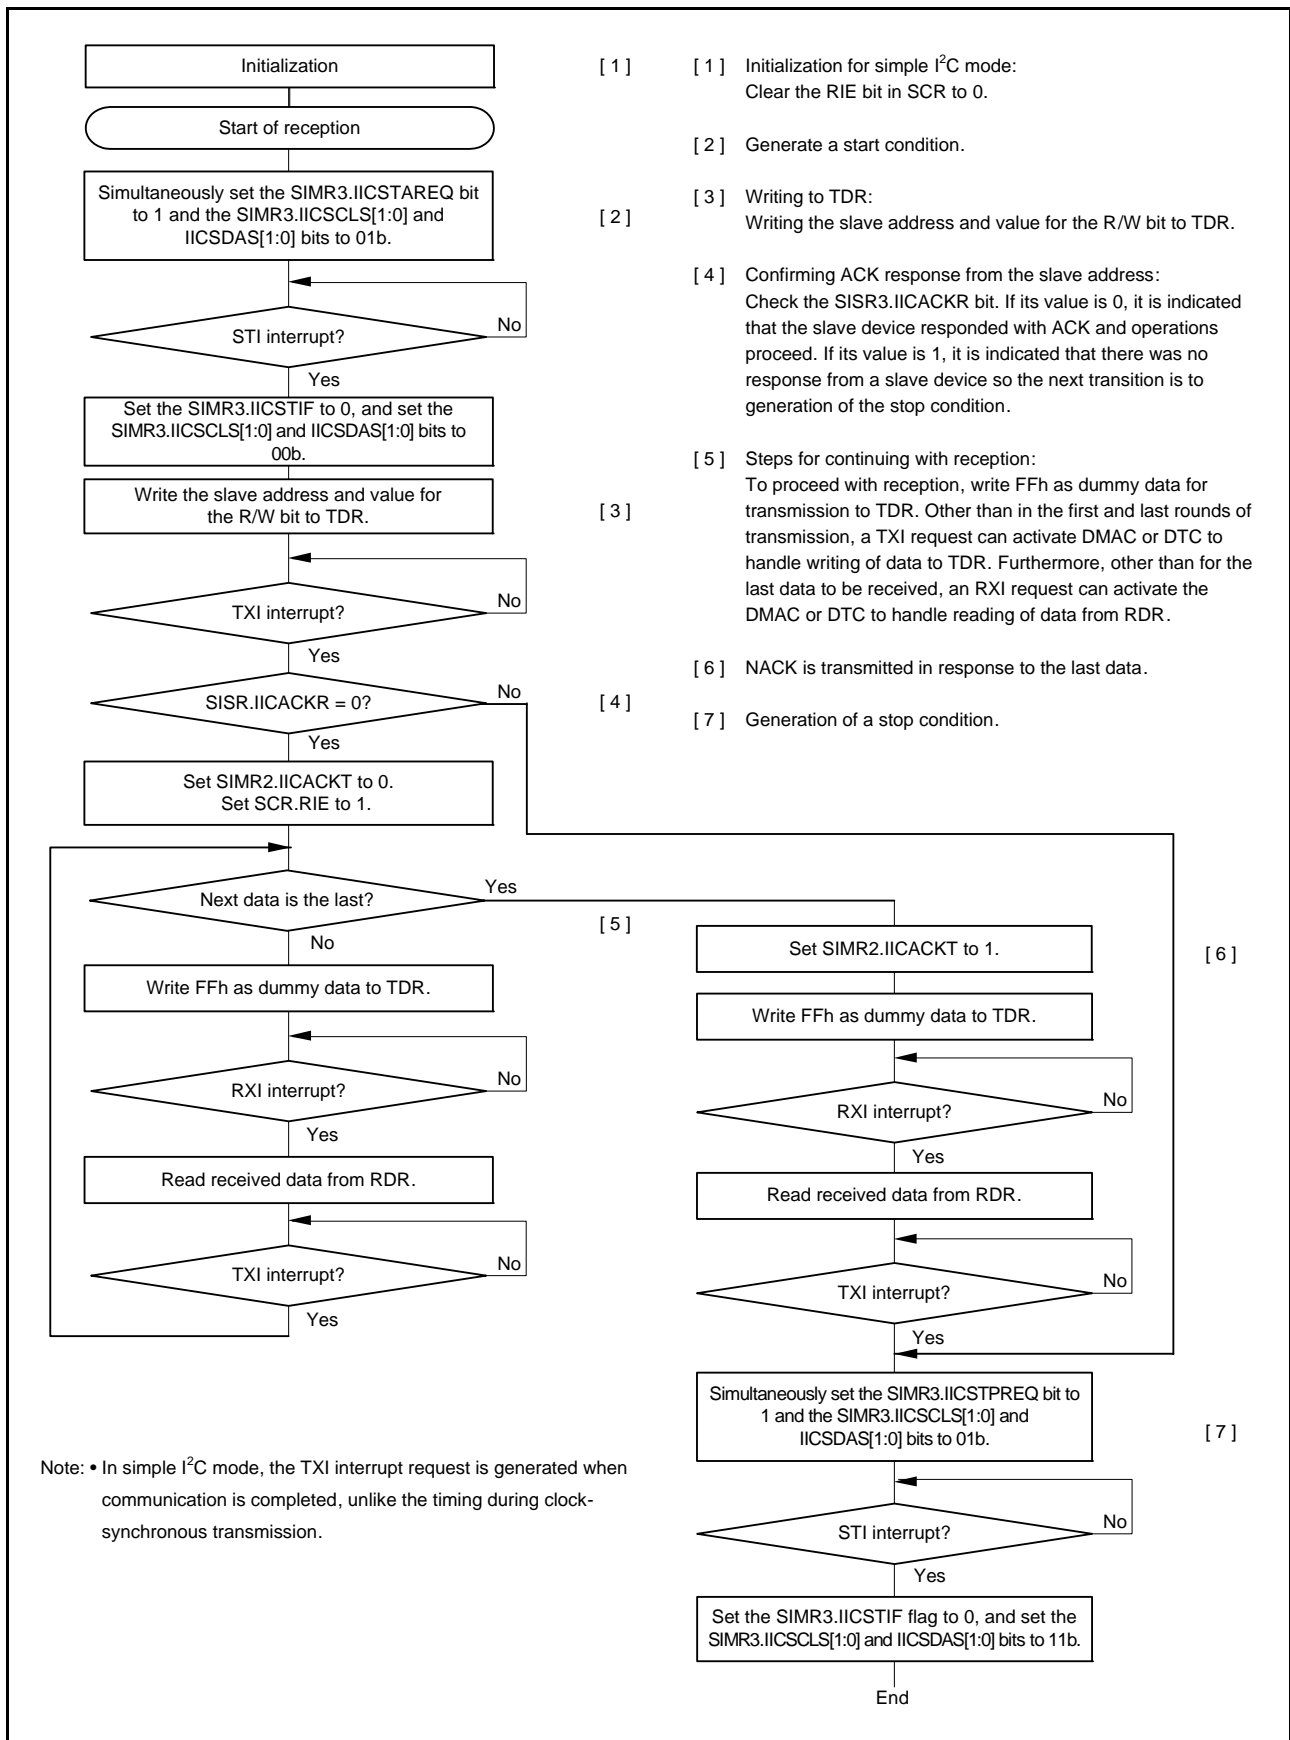 Initialization
[ 1 ]
Start of reception
Simultaneously set the SIMR3.IICSTAREQ bit
to 1 and the SIMR3.IICSCLS[1:0] and
IICSDAS[1:0] bits to 01b.
[ 2 ]
STI interrupt?
No
Yes
Set the SIMR3.IICSTIF to 0, and set the
SIMR3.IICSCLS[1:0] and IICSDAS[1:0] bits to
00b.
Write the slave address and value for
the R/W bit to TDR.
[ 3 ]
TXI interrupt?
No
Yes
SISR.IICACKR = 0?
No
[ 4 ]
Yes
Set SIMR2.IICACKT to 0.
Set SCR.RIE to 1.
Next data is the last?
Yes
[ 5 ]
No
Write FFh as dummy data to TDR.
RXI interrupt?
No
Yes
Read received data from RDR.
TXI interrupt?
No
Yes
[ 1 ] Initialization for simple I²C mode:
Clear the RIE bit in SCR to 0.
[ 2 ] Generate a start condition.
[ 3 ] Writing to TDR:
Writing the slave address and value for the R/W bit to TDR.
[ 4 ] Confirming ACK response from the slave address:
Check the SISR3.IICACKR bit. If its value is 0, it is indicated
that the slave device responded with ACK and operations
proceed. If its value is 1, it is indicated that there was no
response from a slave device so the next transition is to
generation of the stop condition.
[ 5 ] Steps for continuing with reception:
To proceed with reception, write FFh as dummy data for
transmission to TDR. Other than in the first and last rounds of
transmission, a TXI request can activate DMAC or DTC to
handle writing of data to TDR. Furthermore, other than for the
last data to be received, an RXI request can activate the
DMAC or DTC to handle reading of data from RDR.
[ 6 ] NACK is transmitted in response to the last data.
[ 7 ] Generation of a stop condition.
Set SIMR2.IICACKT to 1.
[ 6 ]
Write FFh as dummy data to TDR.
RXI interrupt?
No
Yes
Read received data from RDR.
TXI interrupt?
No
Yes
Simultaneously set the SIMR3.IICSTPREQ bit to
1 and the SIMR3.IICSCLS[1:0] and
IICSDAS[1:0] bits to 01b.
[ 7 ]
STI interrupt?
No
Yes
Set the SIMR3.IICSTIF flag to 0, and set the
SIMR3.IICSCLS[1:0] and IICSDAS[1:0] bits to 11b.
End
Note: • In simple I²C mode, the TXI interrupt request is generated when
communication is completed, unlike the timing during clock-
synchronous transmission.